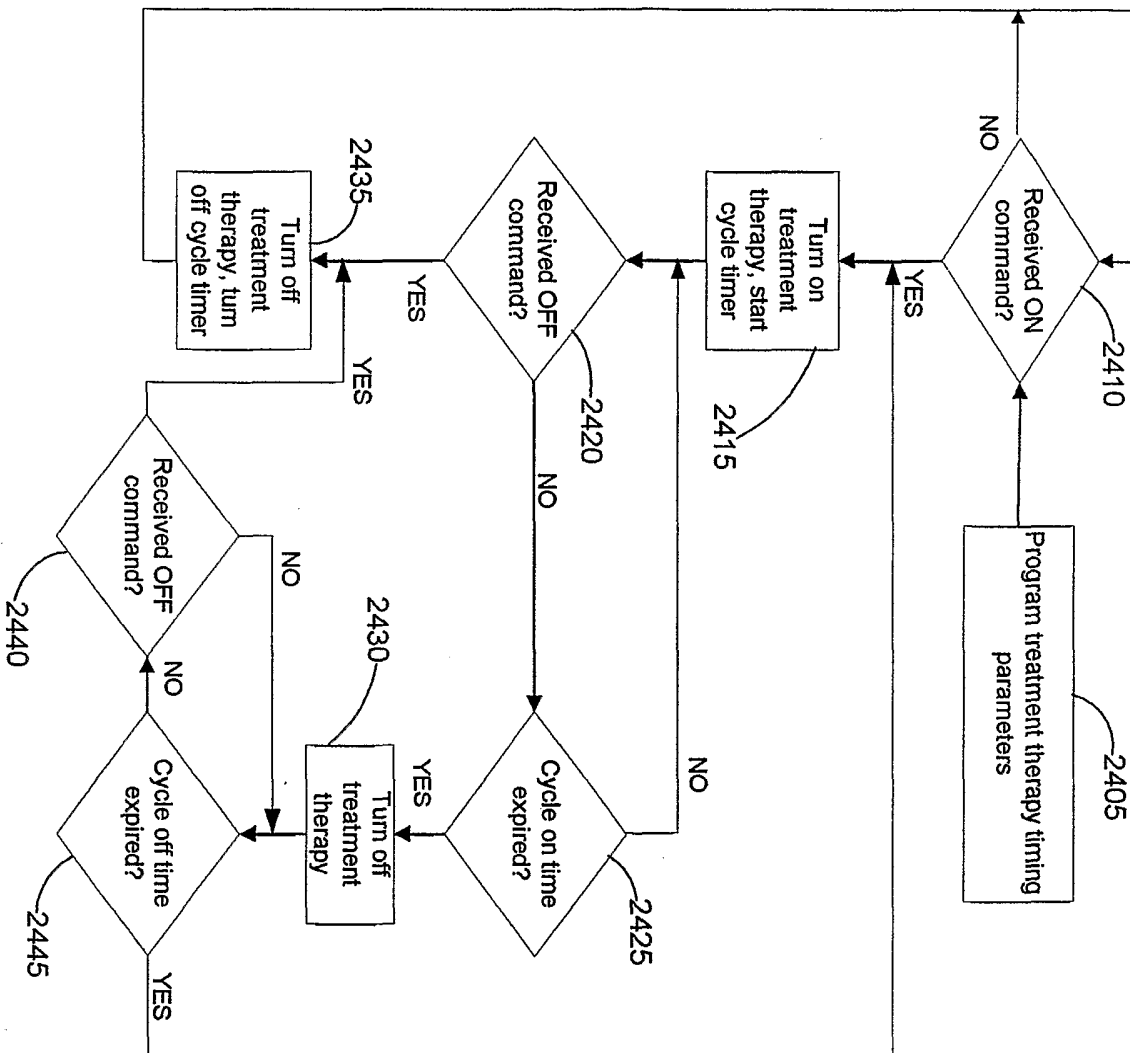 Program treatment therapy timing
parameters
2405
Received ON
command?
2410
NO
YES
Turn on
treatment
therapy, start
cycle timer
2415
NO
Received OFF
command?
2420
NO
Cycle on time
expired?
2425
YES
YES
Turn off
treatment
therapy
2430
Turn off
treatment
therapy, turn
off cycle timer
2435
YES
Received OFF
command?
2440
NO
NO
Cycle off time
expired?
2445
YES